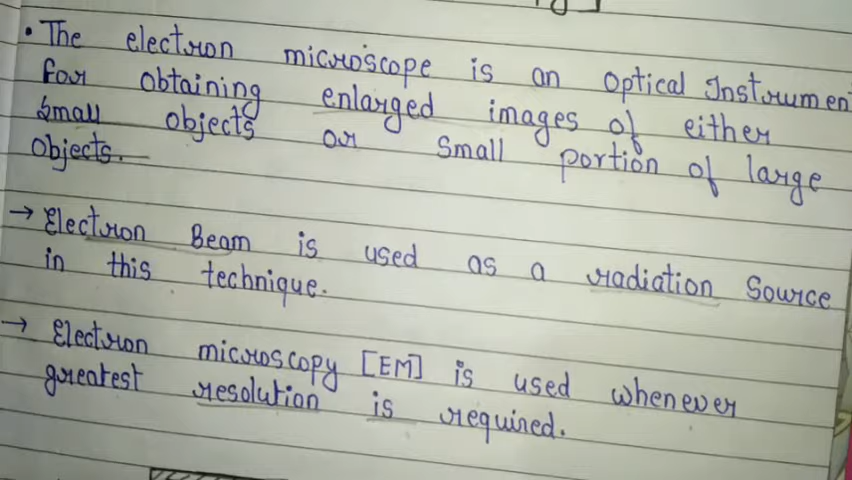 • The electron microscope is an optical Instrument
for obtaining enlarged images of either
small objects or small portion of large
objects.
→ Electron Beam is used as a radiation source
in this technique.
→ Electron microscopy [EM] is used whenever
greatest resolution is required.